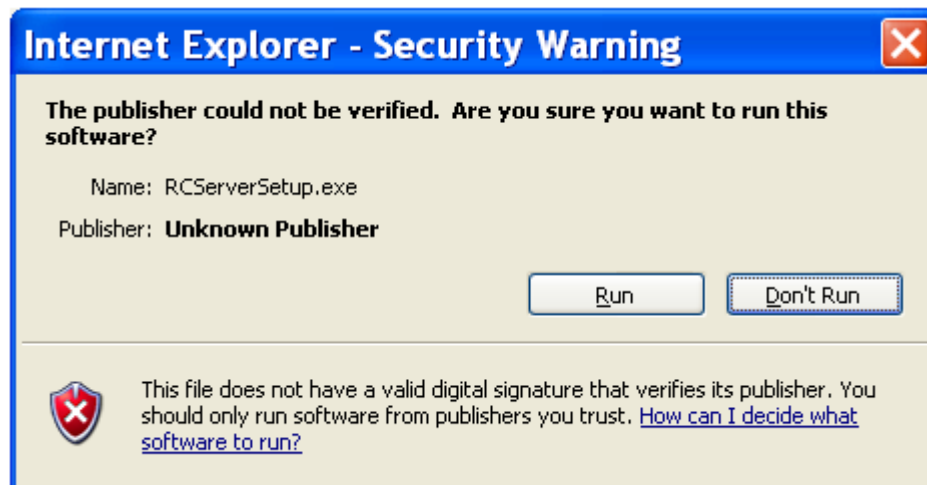 Internet Explorer - Security Warning
The publisher could not be verified.  Are you sure you want to run this
software?
Name: RCServerSetup.exe
Publisher: Unknown Publisher
Run Don't Run
This file does not have a valid digital signature that verifies its publisher. You
should only run software from publishers you trust. How can I decide what
software to run?